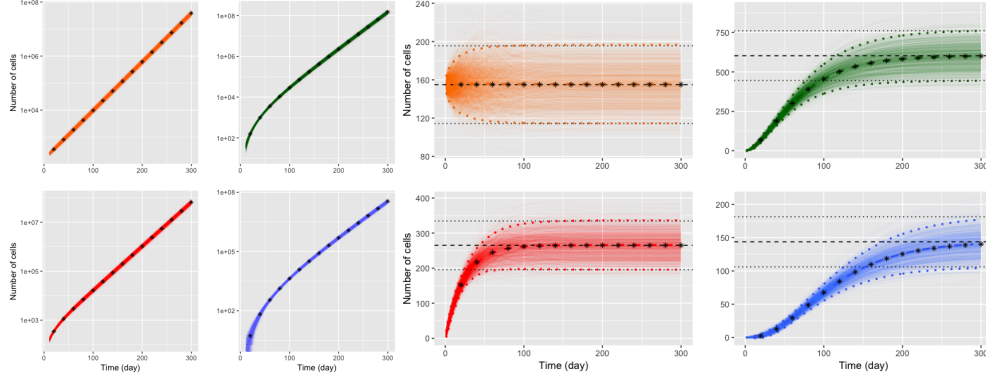 Number of cells
1e+08
1e+06
1e+04
0 100 200 300
1e+08
1e+06
1e+04
1e+02
0 100 200 300
Number of cells
240
200
160
120
80
0 100 200 300
750
500
250
0
0 100 200 300
Number of cells
1e+07
1e+05
1e+03
0 100 200 300
Time (day)
1e+08
1e+05
1e+02
0 100 200 300
Time (day)
Number of cells
400
300
200
100
0
0 100 200 300
Time (day)
200
150
100
50
0
0 100 200 300
Time (day)